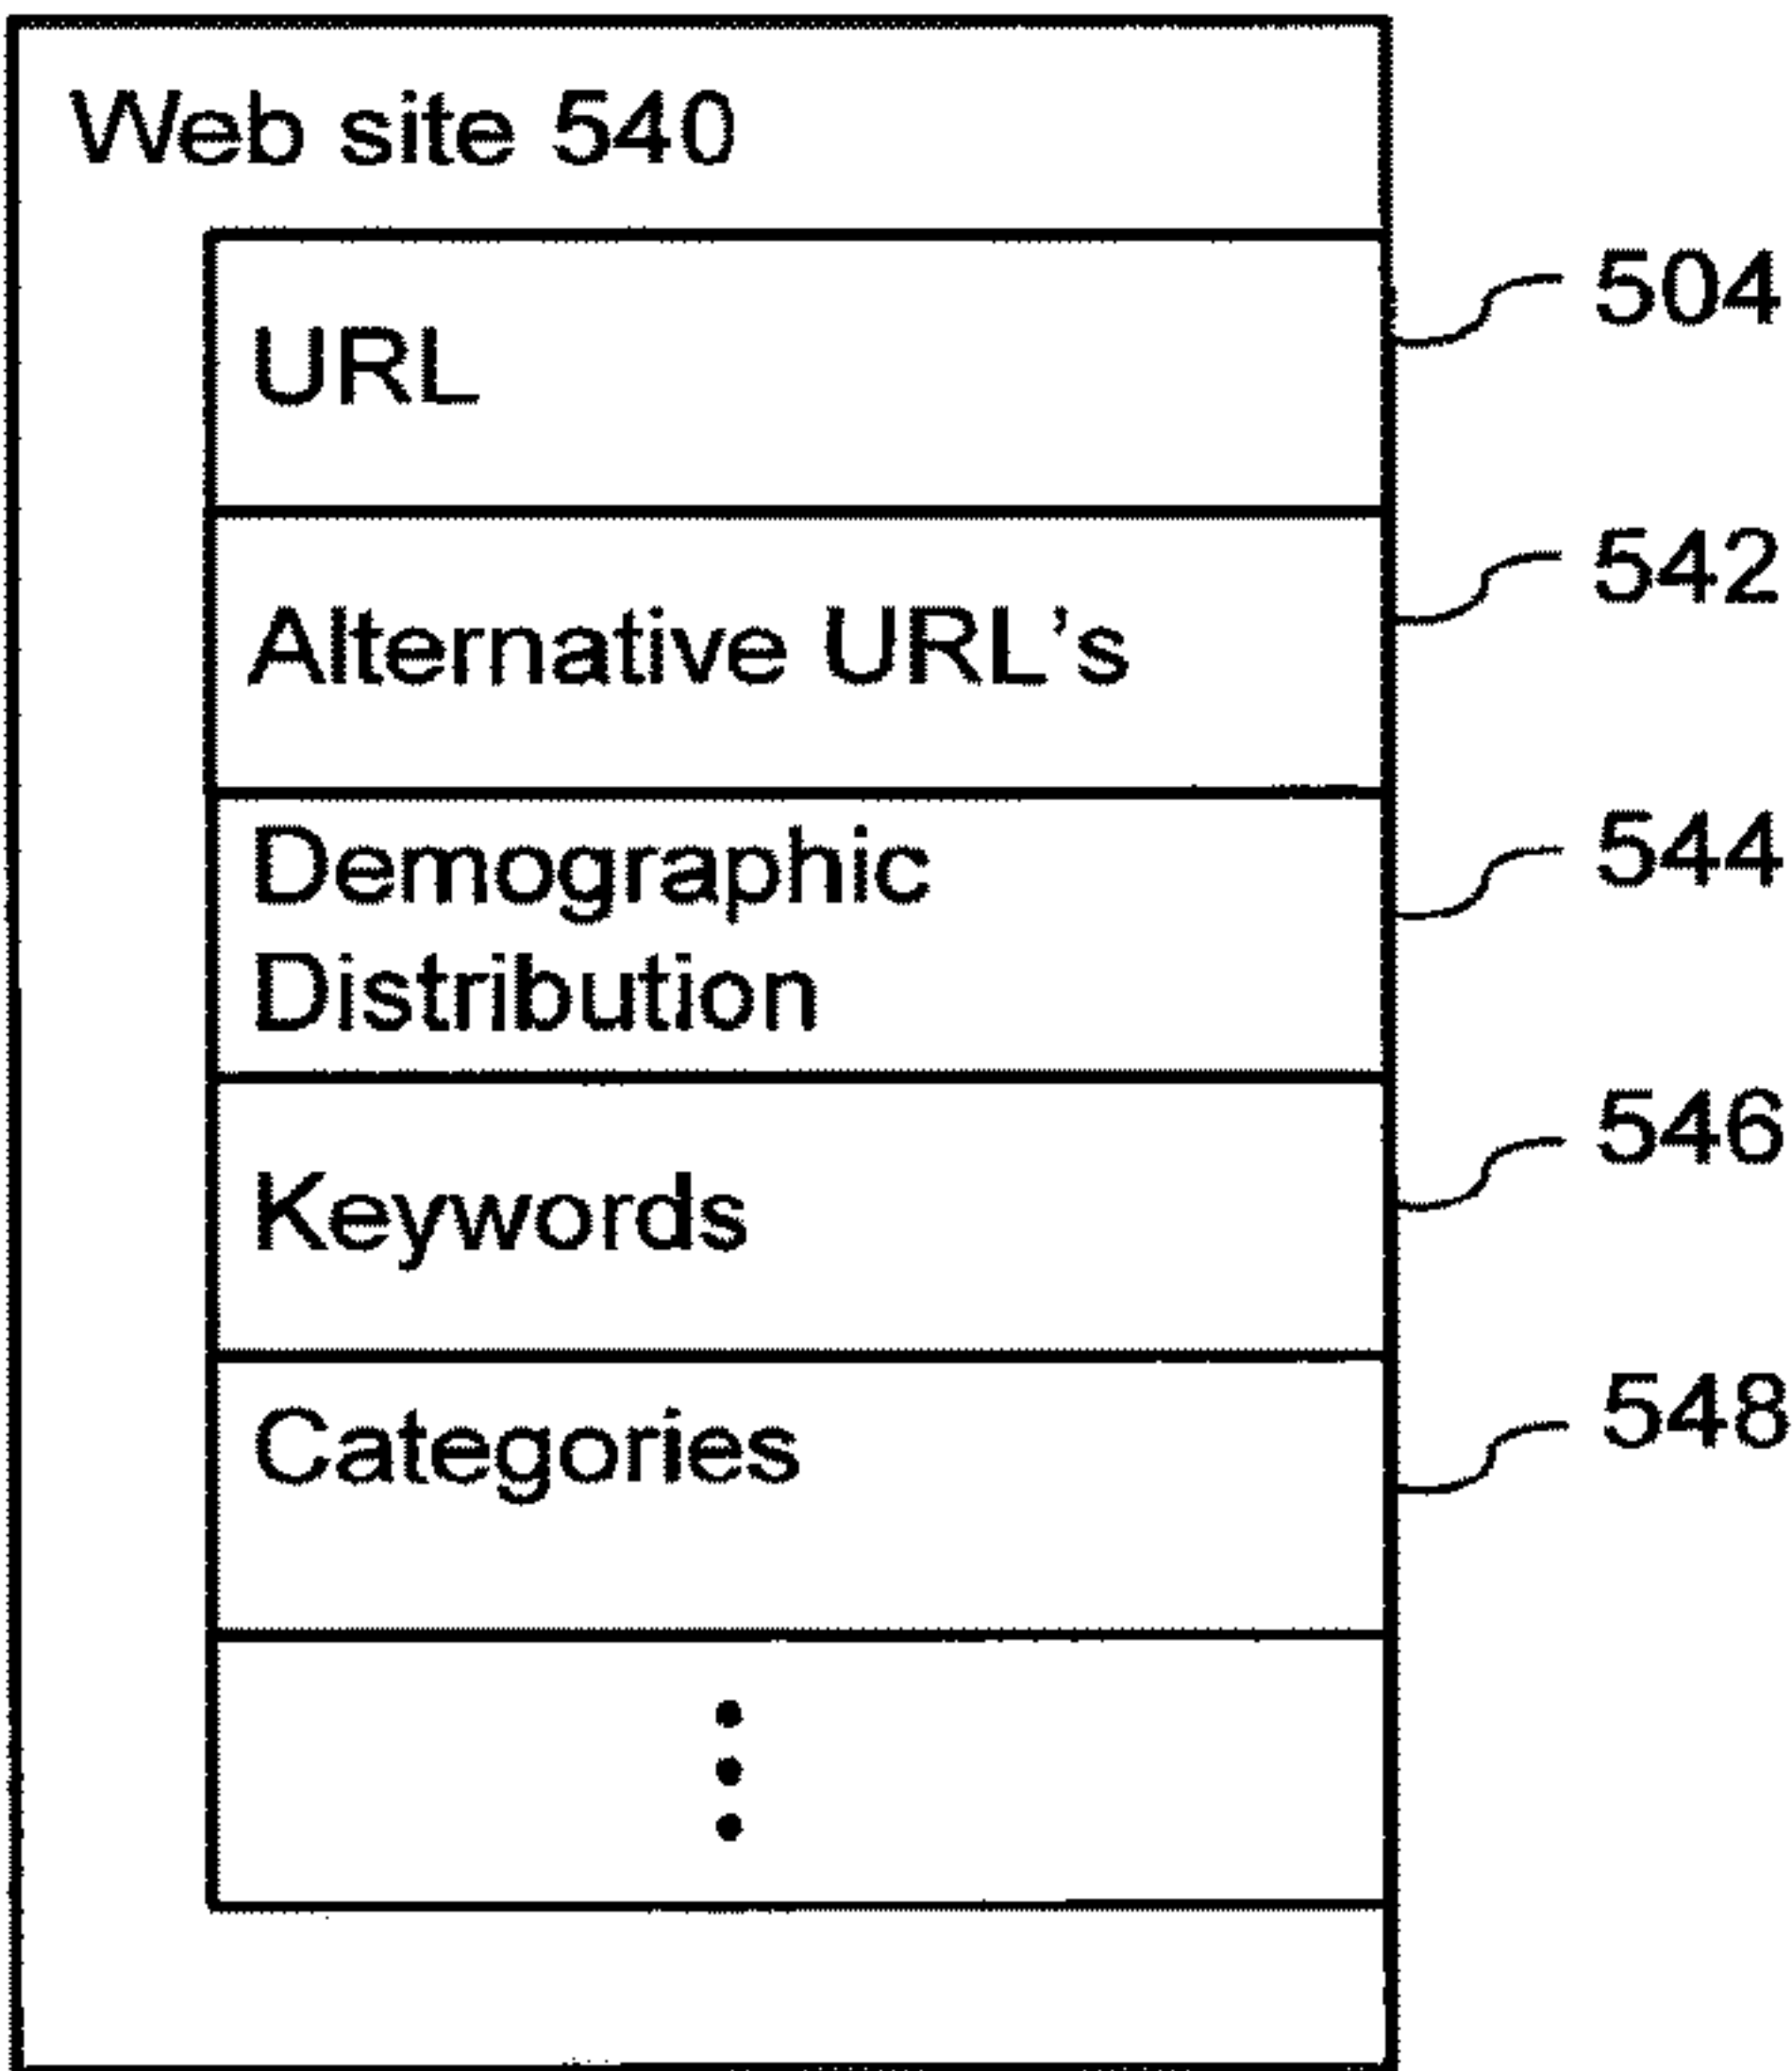 Web site 540
URL
504
Alternative URL's
542
Demographic
Distribution
544
Keywords
546
Categories
548